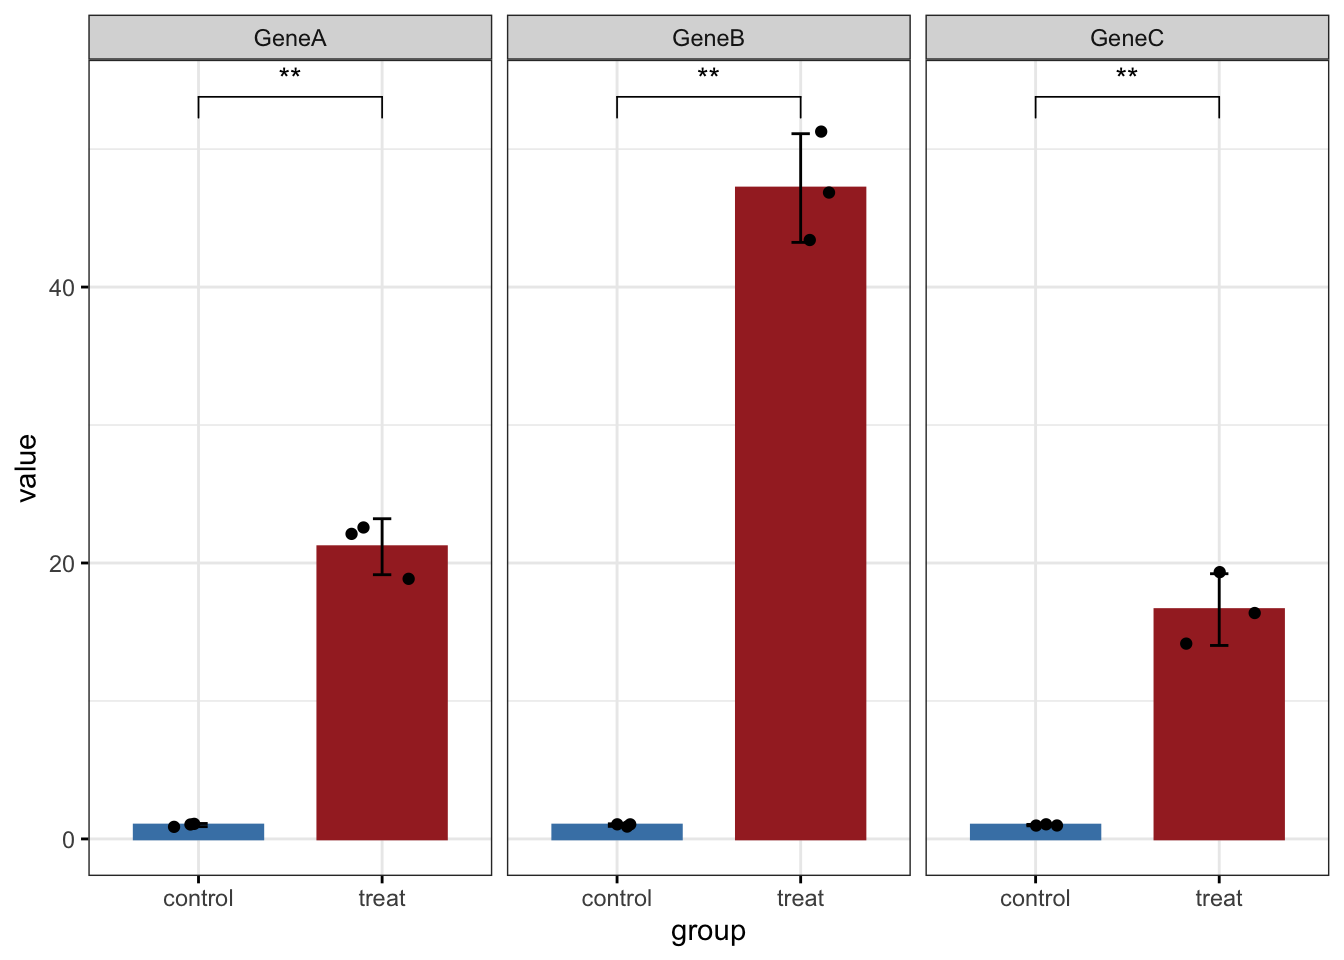 GeneA GeneB GeneC
** ** **
40
20
0
value
control treat control treat control treat
group